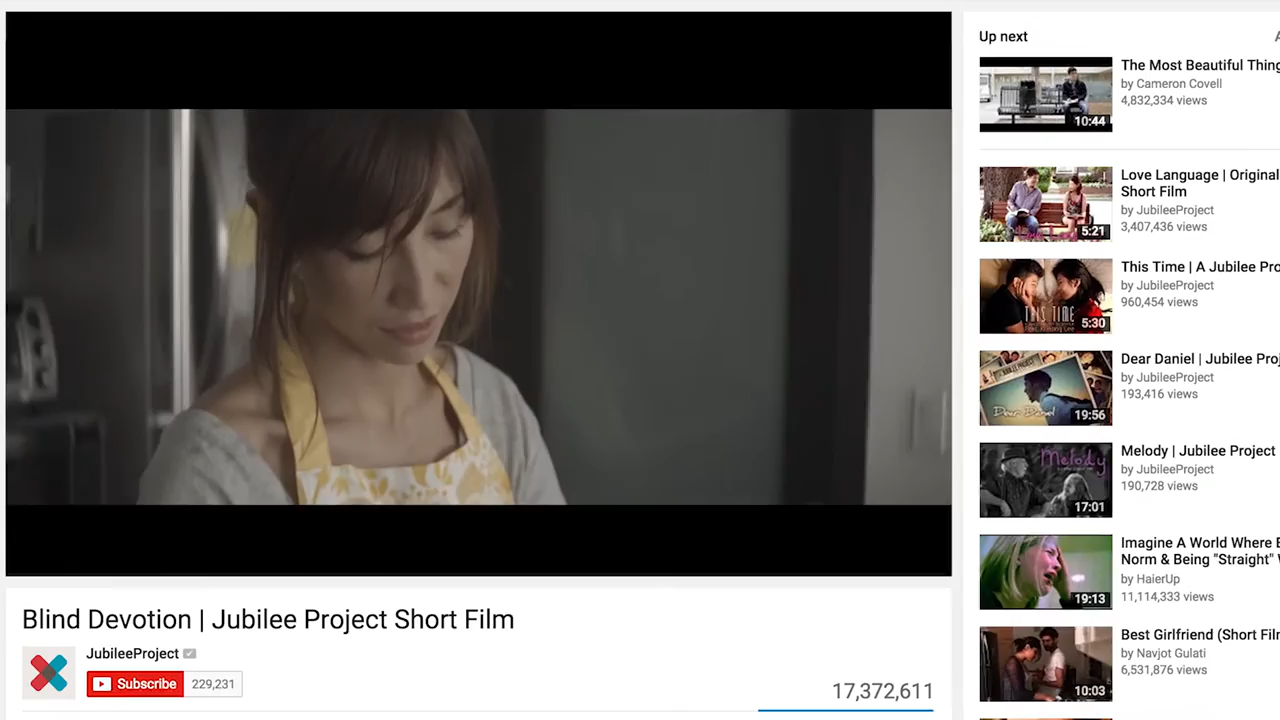 Up next
The Most Beautiful Thing
by Cameron Covell
4,832,334 views
10:44
Love Language | Original
Short Film
by JubileeProject
3,407,436 views
5:21
This Time | A Jubilee Pro
by JubileeProject
960,454 views
THIS TIME
5:30
Dear Daniel | Jubilee Proj
by JubileeProject
193,416 views
Dear Daniel
19:56
Melody | Jubilee Project
by JubileeProject
190,728 views
Melody
17:01
Imagine A World Where
Norm & Being "Straight"
by HaierUp
11,114,333 views
19:13
Best Girlfriend (Short Fil
by Navjot Gulati
6,531,876 views
10:03
Blind Devotion | Jubilee Project Short Film
JubileeProject
Subscribe 229,231
17,372,611